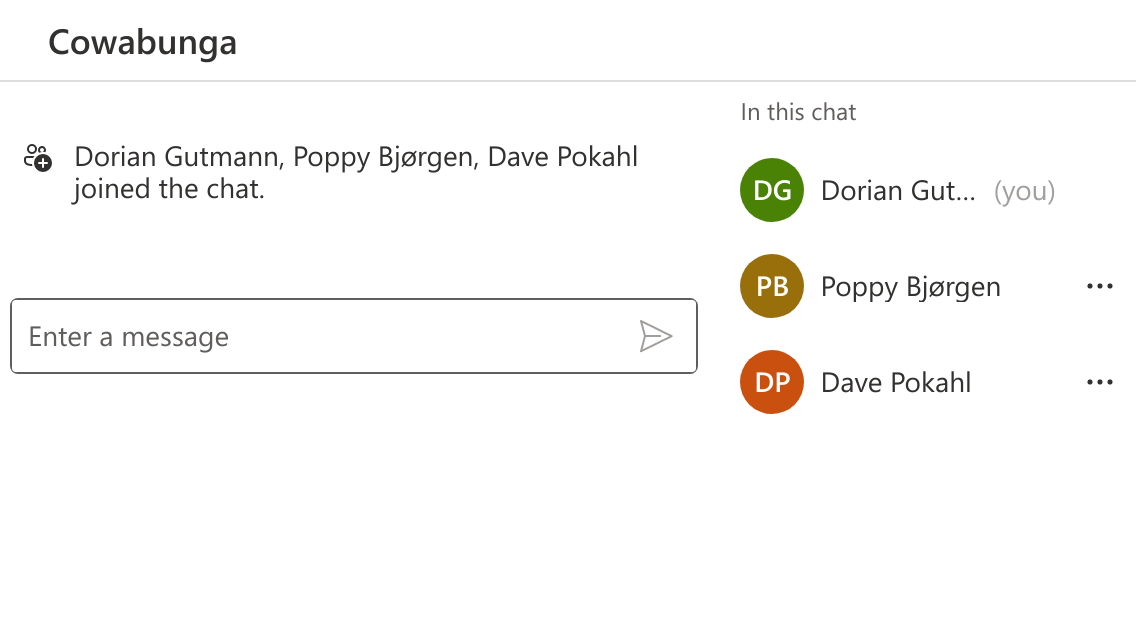 Cowabunga
Dorian Gutmann, Poppy Bjørgen, Dave Pokahl
joined the chat.
Enter a message
In this chat
DG Dorian Gut... (you)
PB Poppy Bjørgen
DP Dave Pokahl